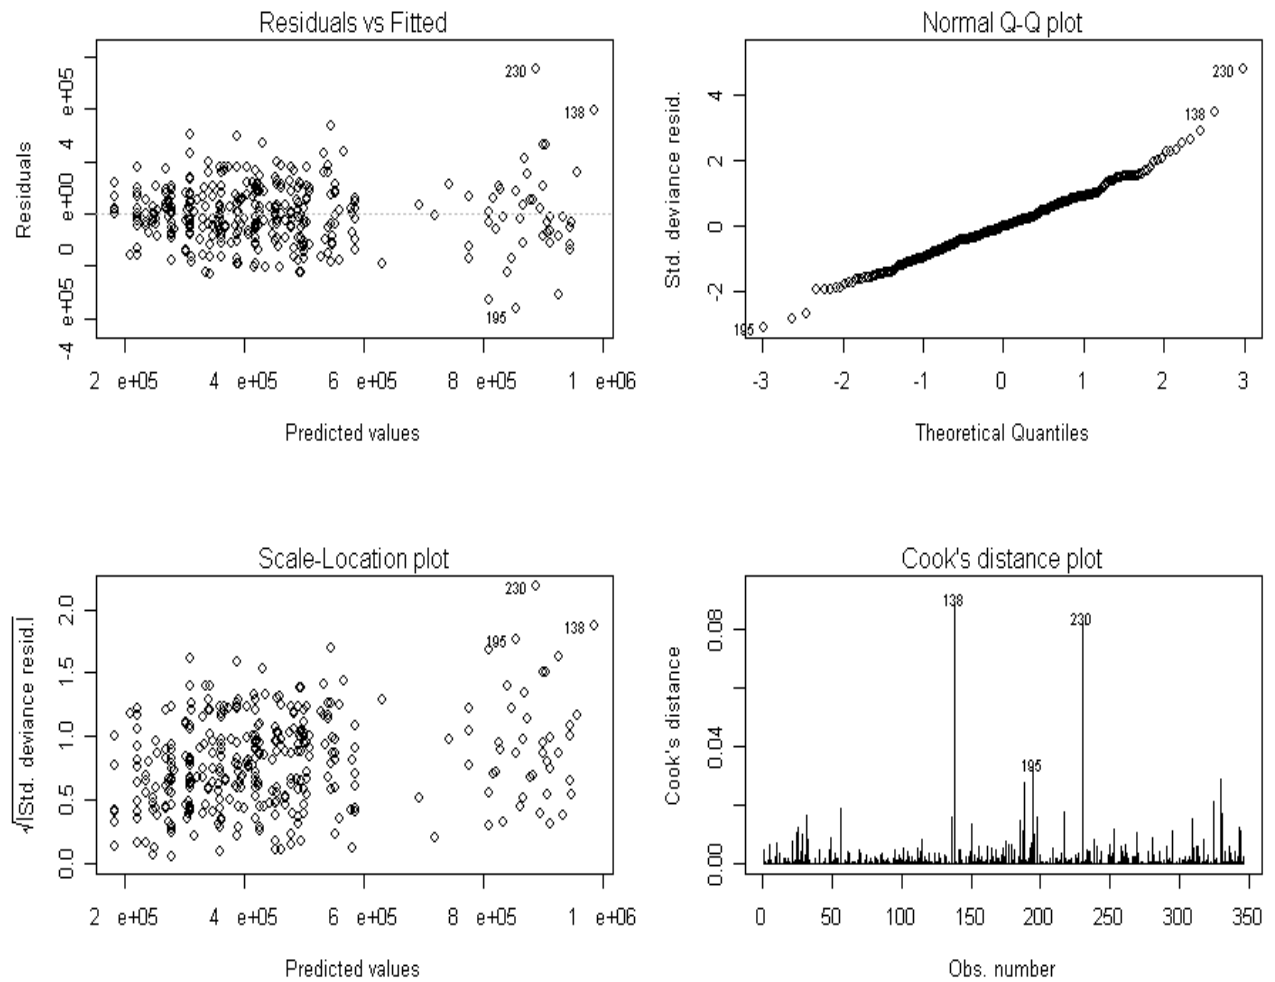 Residuals vs Fitted
Residuals
-4 e+05 0 e+00 4 e+05
230
138
195
2 e+05 4 e+05 6 e+05 8 e+05 1 e+06
Predicted values
Normal Q-Q plot
Std. deviance resid.
-2 0 2 4
230
138
195
-3 -2 -1 0 1 2 3
Theoretical Quantiles
Scale-Location plot
√|Std. deviance resid.|
0.0 0.5 1.0 1.5 2.0
230
195
138
2 e+05 4 e+05 6 e+05 8 e+05 1 e+06
Predicted values
Cook's distance plot
Cook's distance
0.00 0.04 0.08
138
230
195
0 50 100 150 200 250 300 350
Obs. number